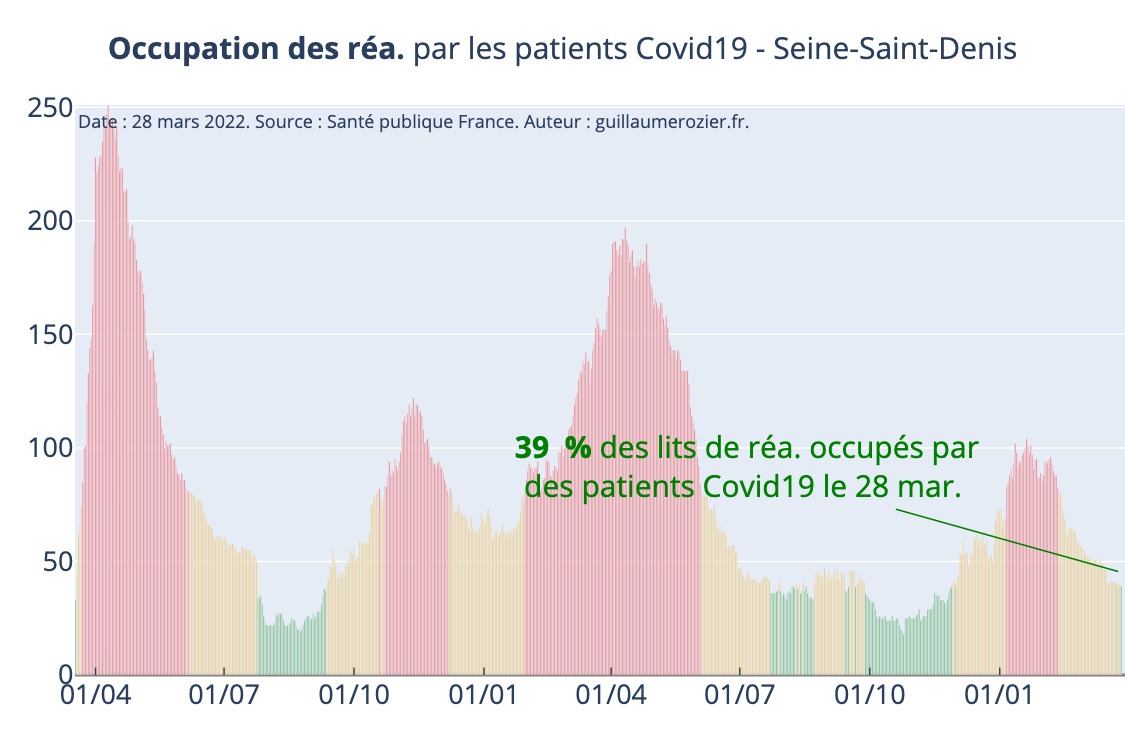 Occupation des réa. par les patients Covid19 - Seine-Saint-Denis
250
Date : 28 mars 2022. Source : Santé publique France. Auteur : guillaumerozier.fr.
200
150
100
39 % des lits de réa. occupés par
des patients Covid19 le 28 mar.
50
0
01/04 01/07 01/10 01/01 01/04 01/07 01/10 01/01